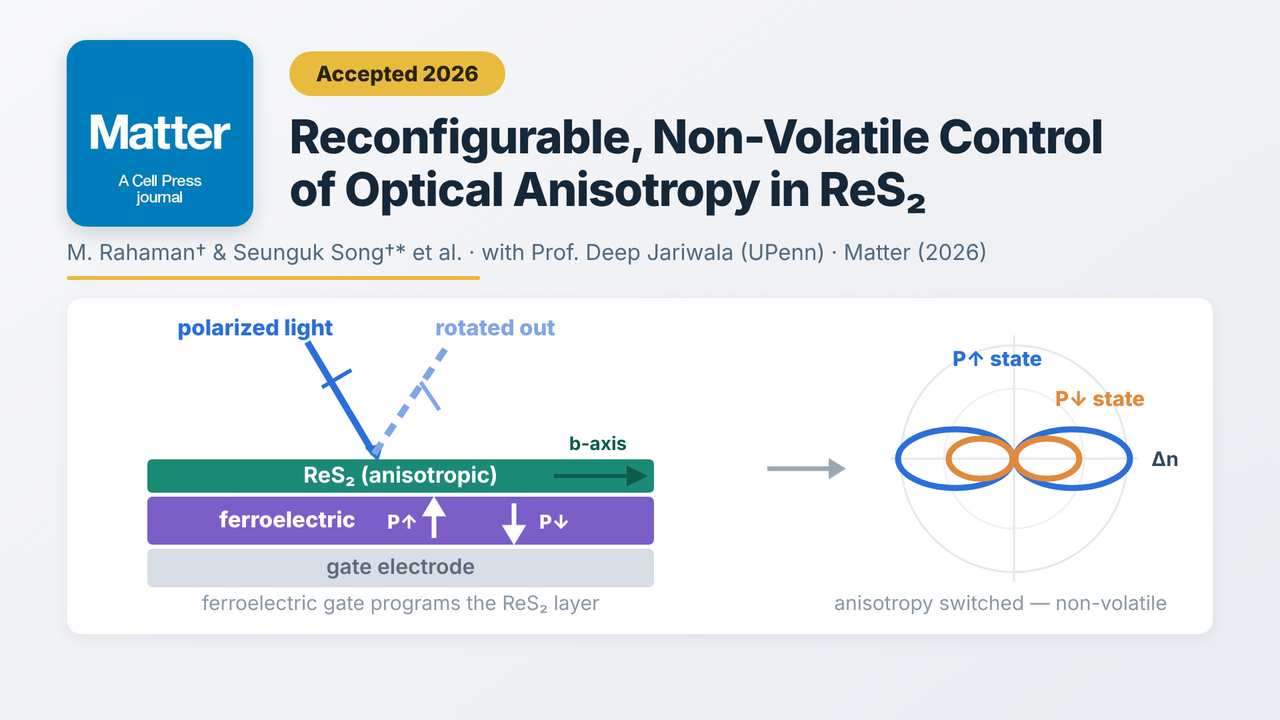 Matter
A Cell Press
journal
Accepted 2026
Reconfigurable, Non-Volatile Control
of Optical Anisotropy in ReS₂
M. Rahaman† & Seunguk Song†* et al. · with Prof. Deep Jariwala (UPenn) · Matter (2026)
polarized light
rotated out
b-axis
ReS₂ (anisotropic)
ferroelectric
P↑
P↓
gate electrode
ferroelectric gate programs the ReS₂ layer
P↑ state
P↓ state
Δn
anisotropy switched — non-volatile